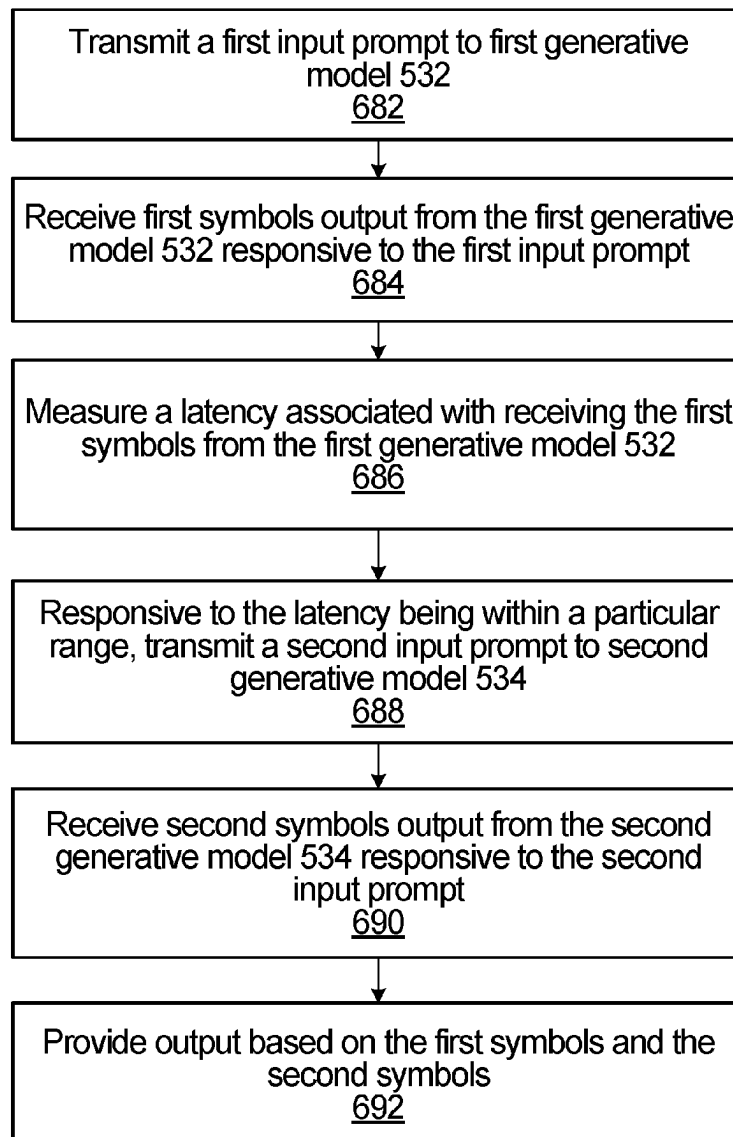 Transmit a first input prompt to first generative
model 532
682
Receive first symbols output from the first generative
model 532 responsive to the first input prompt
684
Measure a latency associated with receiving the first
symbols from the first generative model 532
686
Responsive to the latency being within a particular
range, transmit a second input prompt to second
generative model 534
688
Receive second symbols output from the second
generative model 534 responsive to the second
input prompt
690
Provide output based on the first symbols and the
second symbols
692